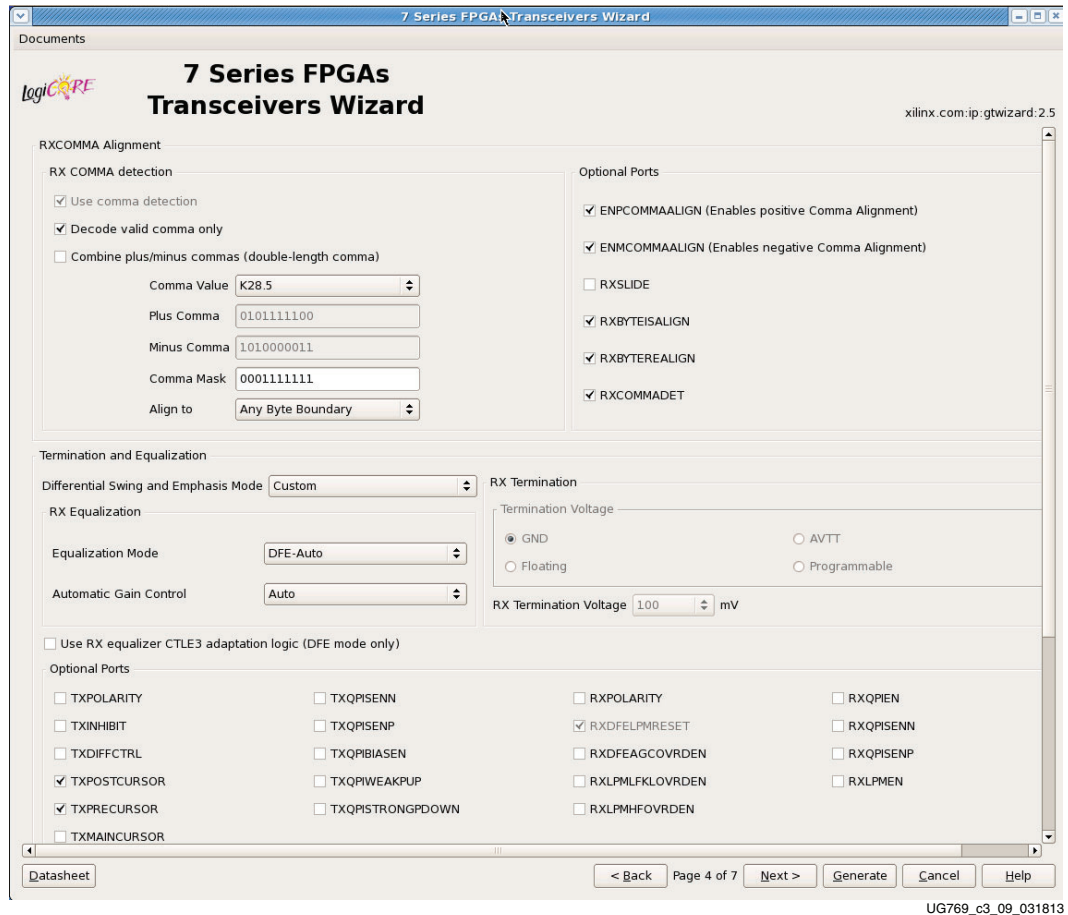 7 Series FPGAs Transceivers Wizard
Documents
LogiCORE
7 Series FPGAs
Transceivers Wizard
xilinx.com:ip:gtwizard:2.5
RXCOMMA Alignment
RX COMMA detection
Use comma detection
Decode valid comma only
Combine plus/minus commas (double-length comma)
Comma Value K28.5
Plus Comma 0101111100
Minus Comma 1010000011
Comma Mask 0001111111
Align to Any Byte Boundary
Optional Ports
ENPCOMMAALIGN (Enables positive Comma Alignment)
ENMCOMMAALIGN (Enables negative Comma Alignment)
RXSLIDE
RXBYTEISALIGN
RXBYTEREALIGN
RXCOMMADET
Termination and Equalization
Differential Swing and Emphasis Mode Custom
RX Equalization
Equalization Mode DFE-Auto
Automatic Gain Control Auto
RX Termination
Termination Voltage
GND AVTT
Floating Programmable
RX Termination Voltage 100 mV
Use RX equalizer CTLE3 adaptation logic (DFE mode only)
Optional Ports
TXPOLARITY TXQPISENN RXPOLARITY RXQPIEN
TXINHIBIT TXQPISENP RXDFELPMRESET RXQPISENN
TXDIFFCTRL TXQPIBIASEN RXDFEAGCOVRDEN RXQPISENP
TXPOSTCURSOR TXQPIWEAKPUP RXLPMLFKLOVRDEN RXLPMEN
TXPRECURSOR TXQPISTRONGPDOWN RXLPMHFOVRDEN
TXMAINCURSOR
Datasheet < Back Page 4 of 7 Next > Generate Cancel Help
UG769_c3_09_031813